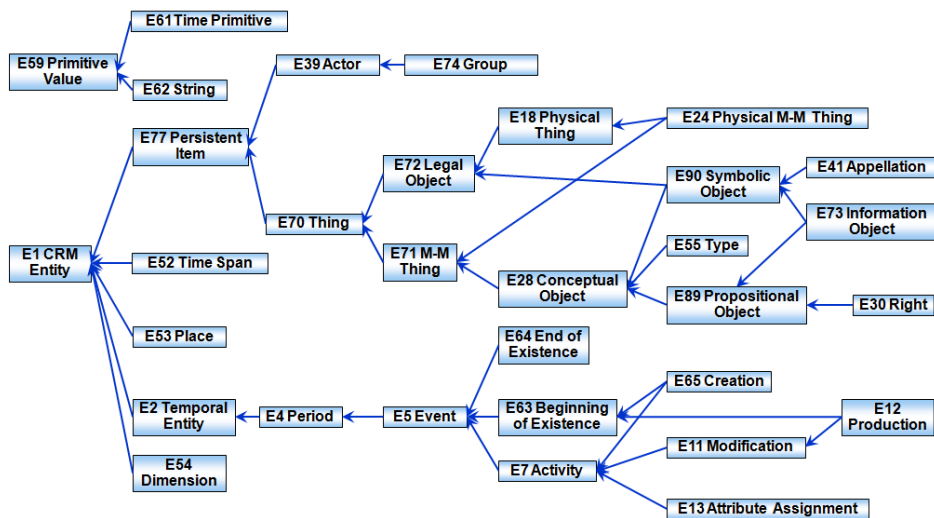 E61 Time Primitive
E59 Primitive
Value
E62 String
E39 Actor
E74 Group
E77 Persistent
Item
E18 Physical
Thing
E24 Physical M-M Thing
E72 Legal
Object
E90 Symbolic
Object
E41 Appellation
E70 Thing
E73 Information
Object
E1 CRM
Entity
E52 Time Span
E71 M-M
Thing
E55 Type
E28 Conceptual
Object
E89 Propositional
Object
E30 Right
E53 Place
E64 End of
Existence
E65 Creation
E2 Temporal
Entity
E4 Period
E5 Event
E63 Beginning
of Existence
E12
Production
E11 Modification
E54
Dimension
E7 Activity
E13 Attribute Assignment